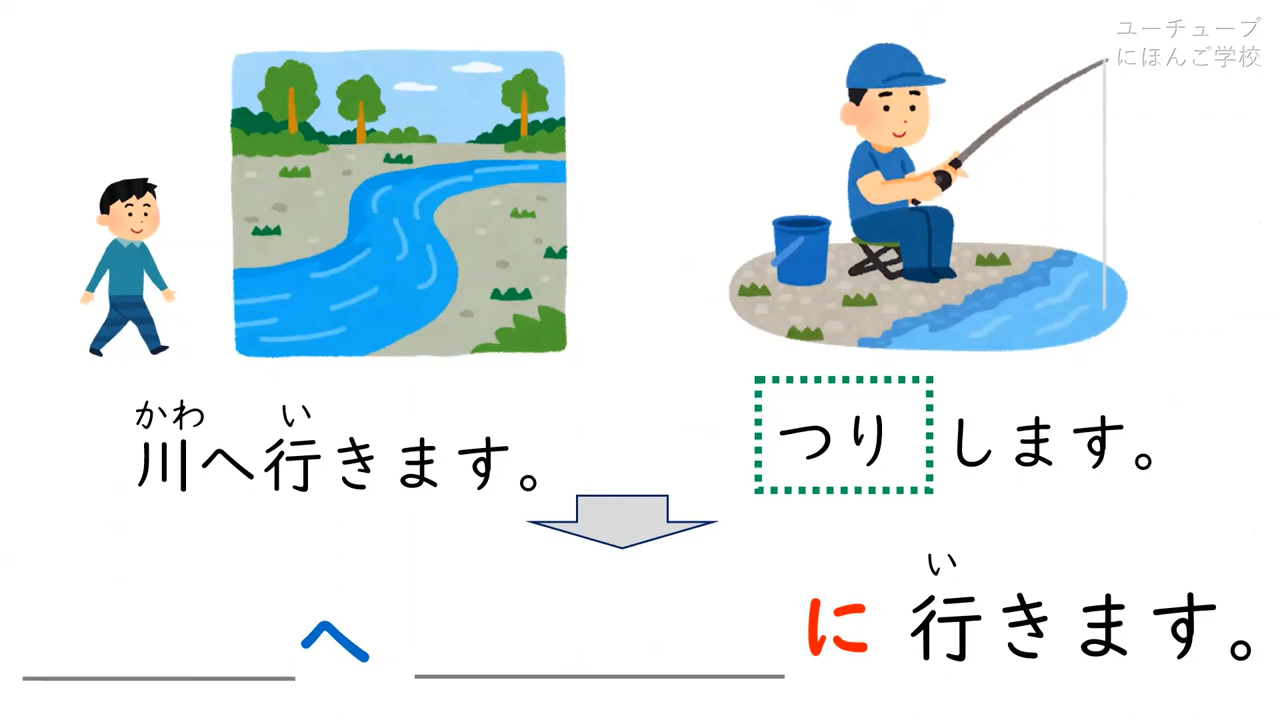 ユーチューブ
にほんご学校
かわ い
川へ行きます。
つり します。
い
へ に 行きます。